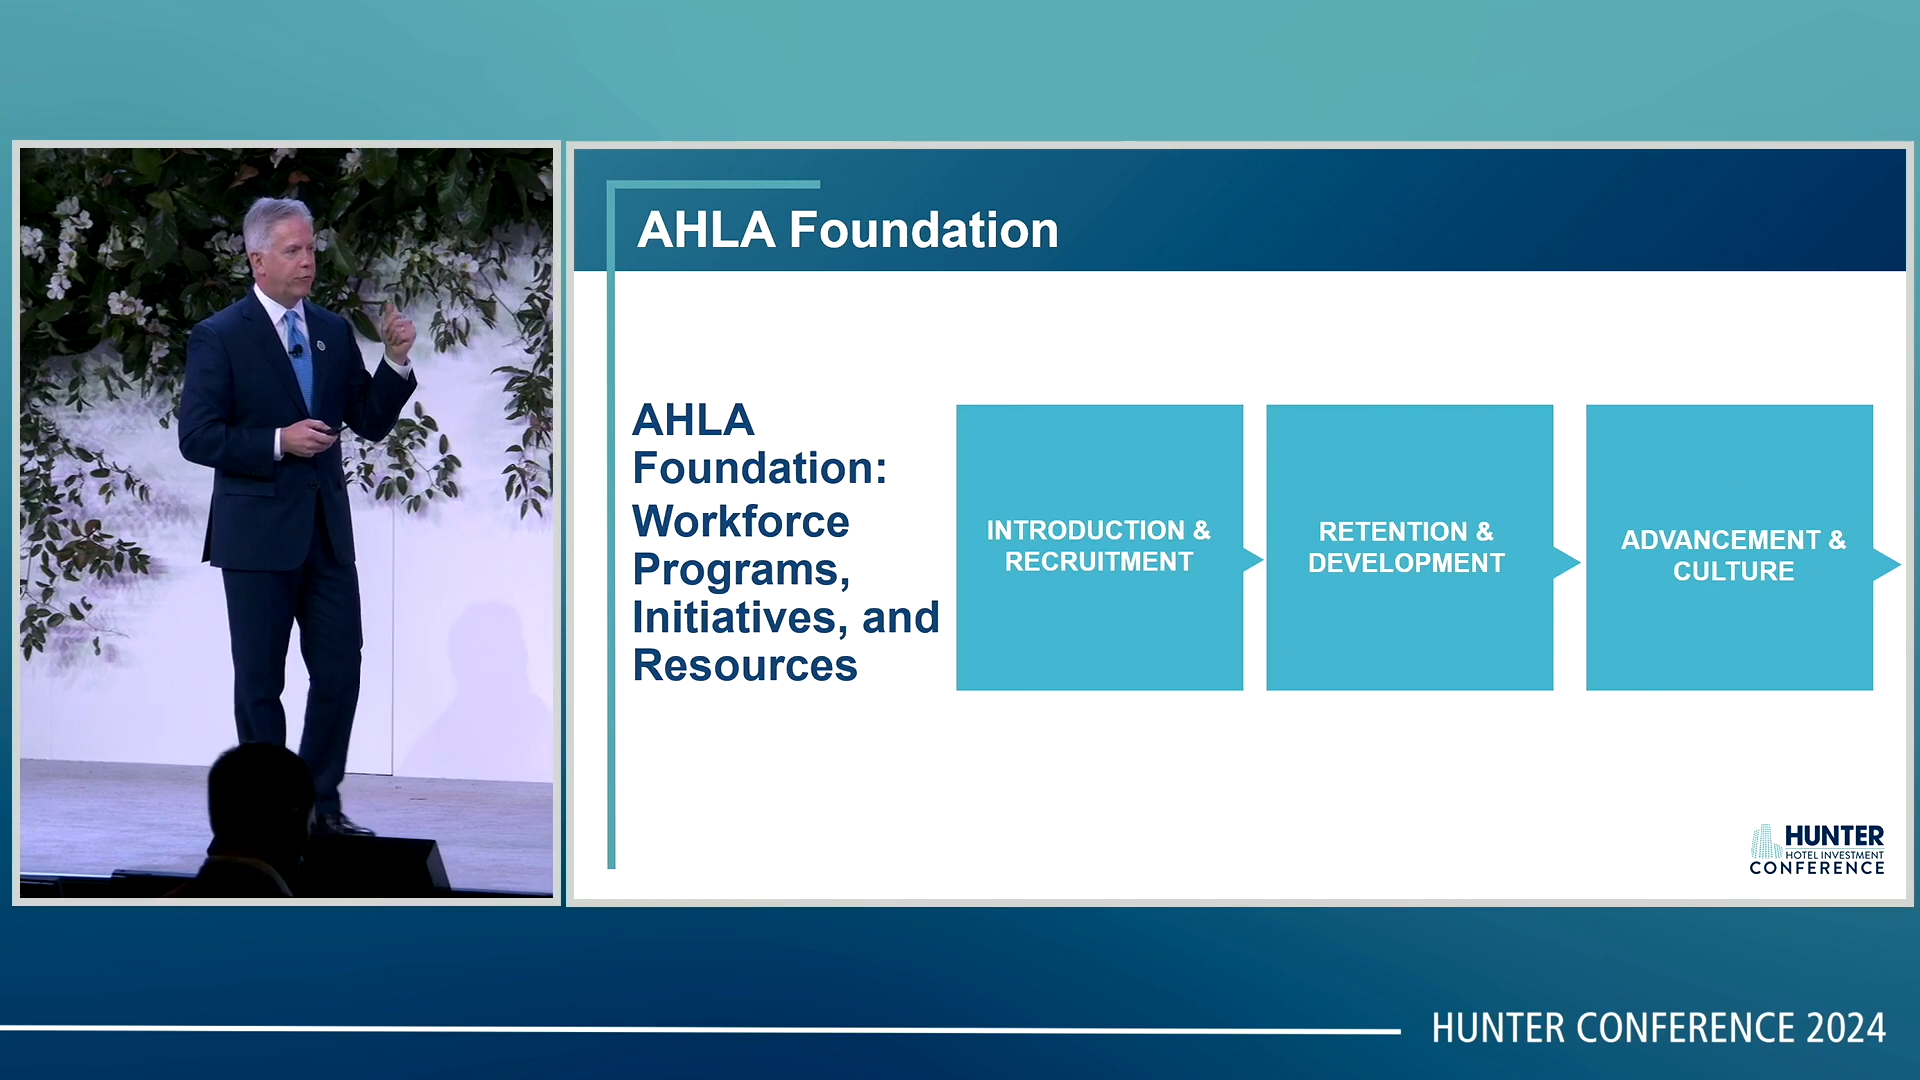 AHLA Foundation
AHLA
Foundation:
Workforce
Programs,
Initiatives, and
Resources
INTRODUCTION &
RECRUITMENT
RETENTION &
DEVELOPMENT
ADVANCEMENT &
CULTURE
HUNTER
HOTEL INVESTMENT
CONFERENCE
HUNTER CONFERENCE 2024